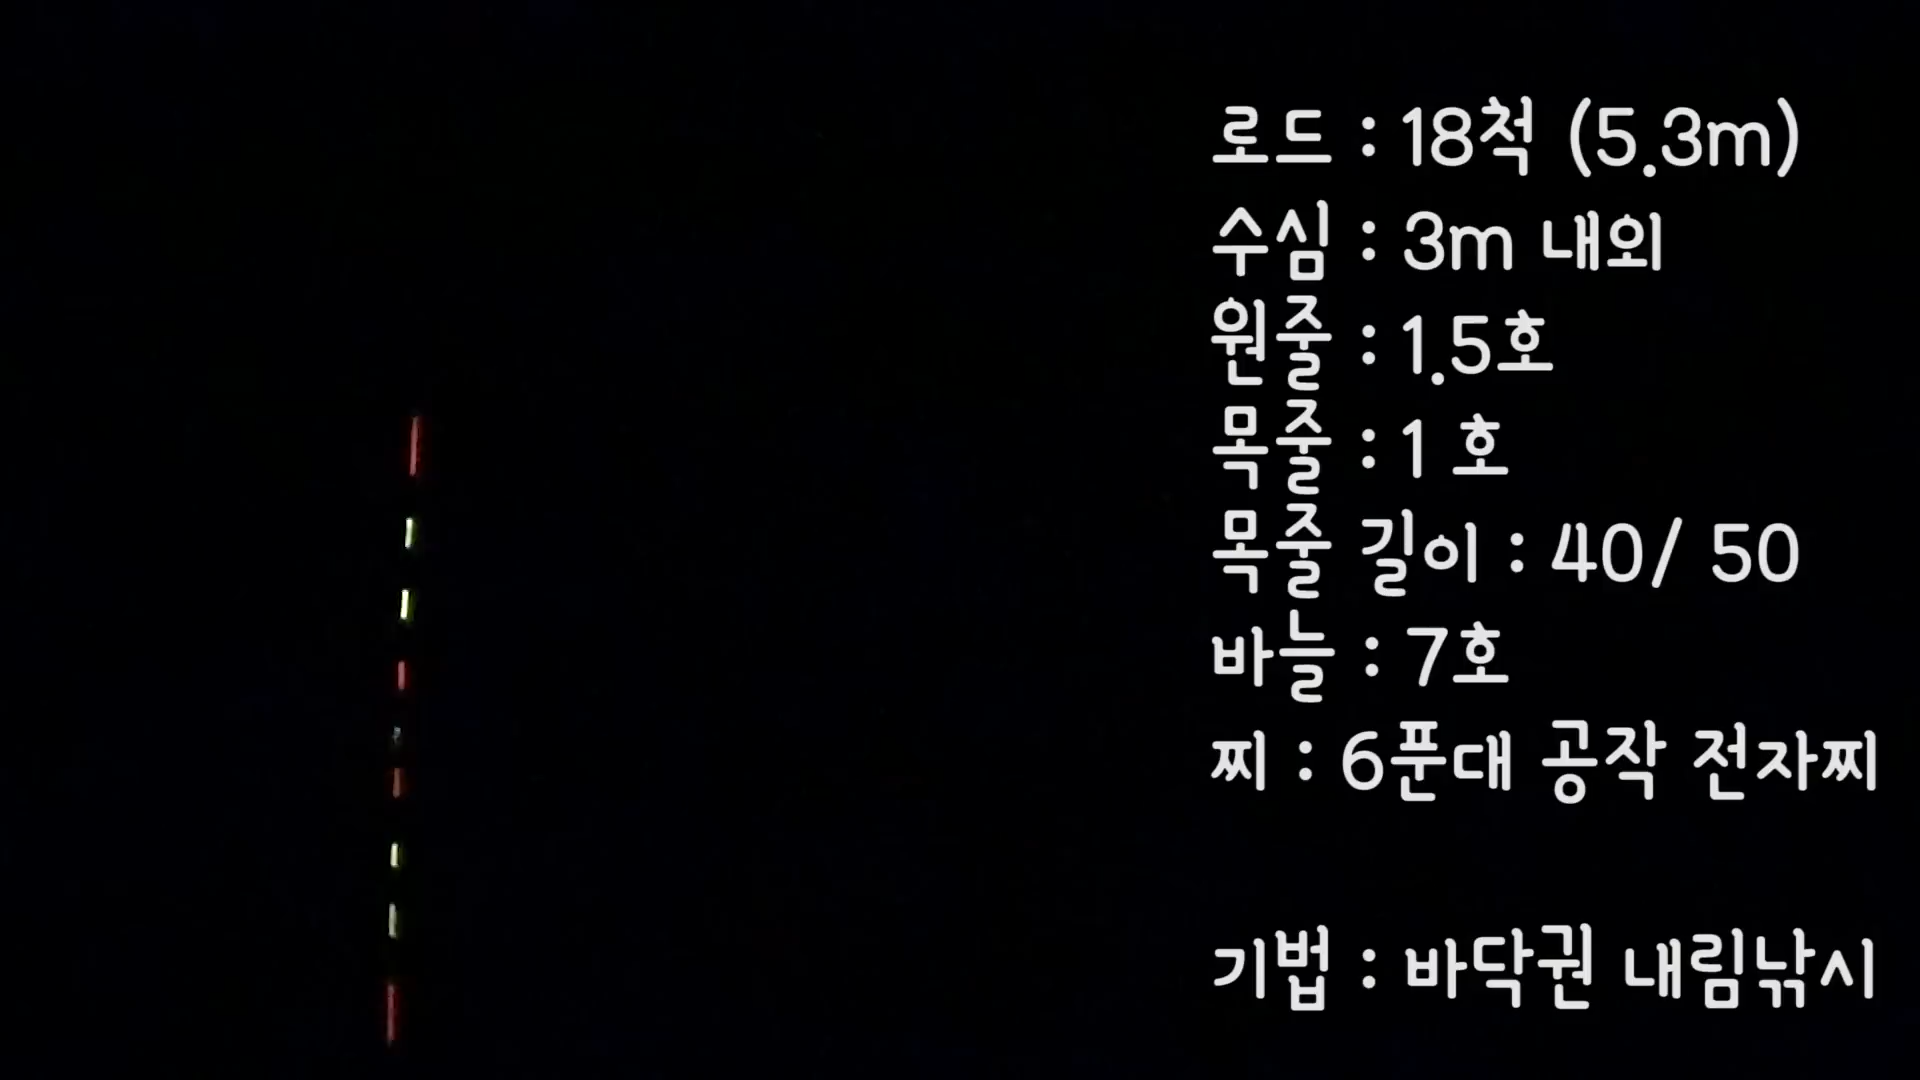 로드 : 18척 (5.3m)
수심 : 3m 내외
원줄 : 1.5호
목줄 : 1 호
목줄 길이 : 40/ 50
바늘 : 7호
찌 : 6푼대 공작 전자찌
기법 : 바닥권 내림낚시